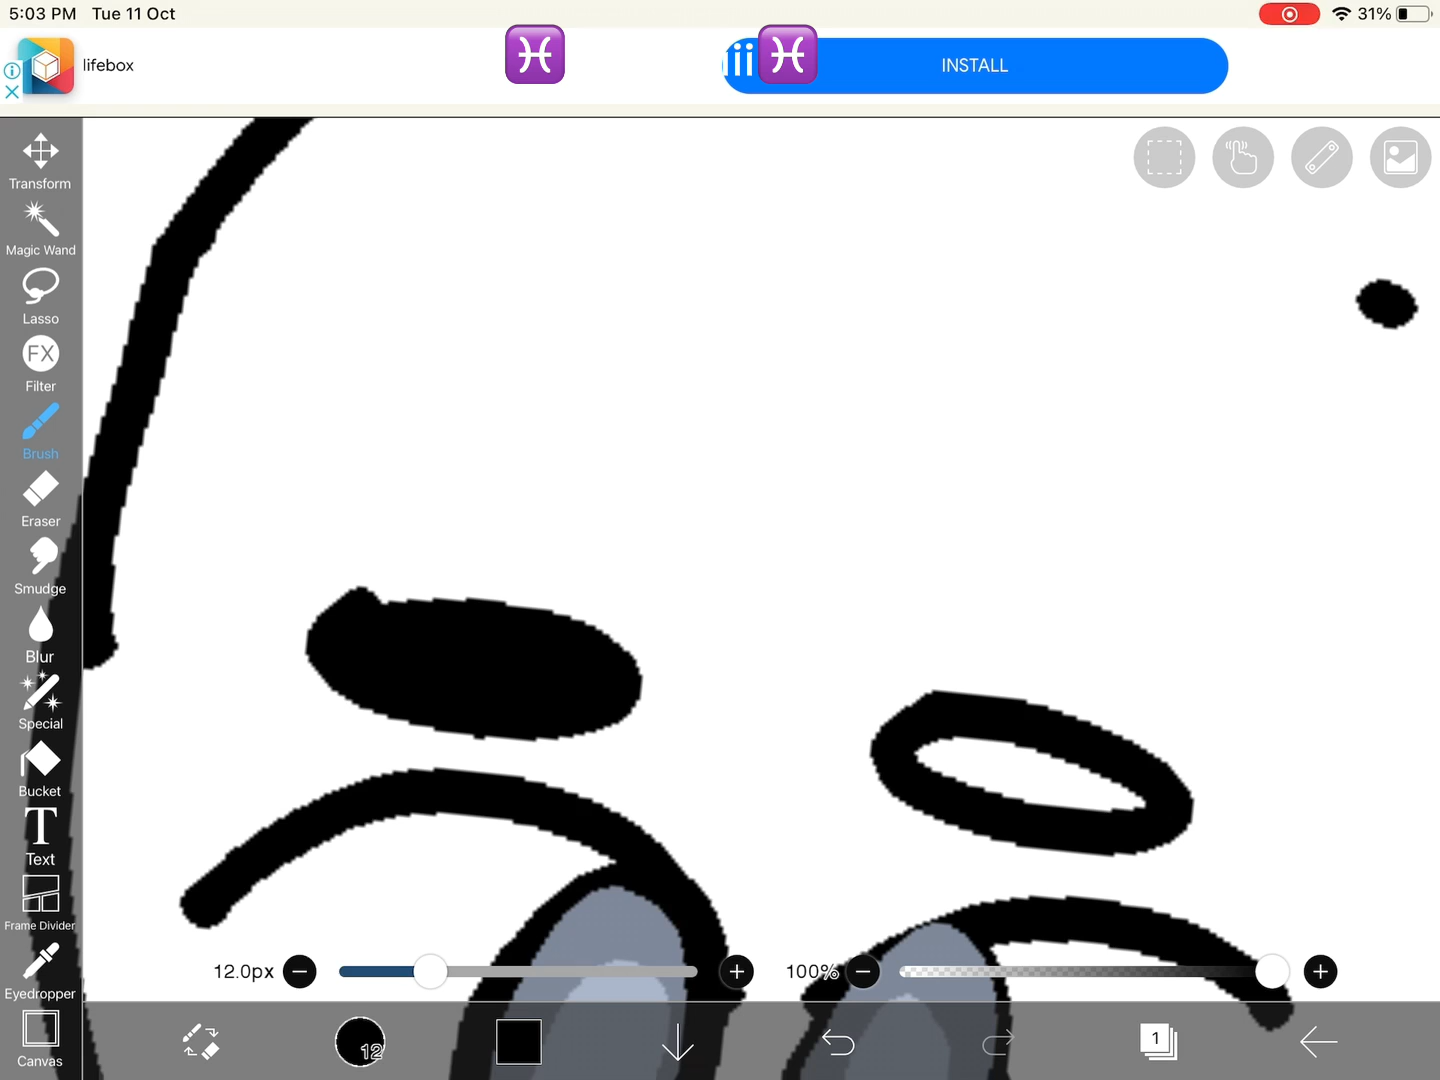 5:03 PM Tue 11 Oct
31%
lifebox
ii
INSTALL
Transform
Magic Wand
Lasso
FX
Filter
Brush
Eraser
Smudge
Blur
Special
Bucket
T
Text
Frame Divider
Eyedropper
Canvas
12.0px
100%
12
1